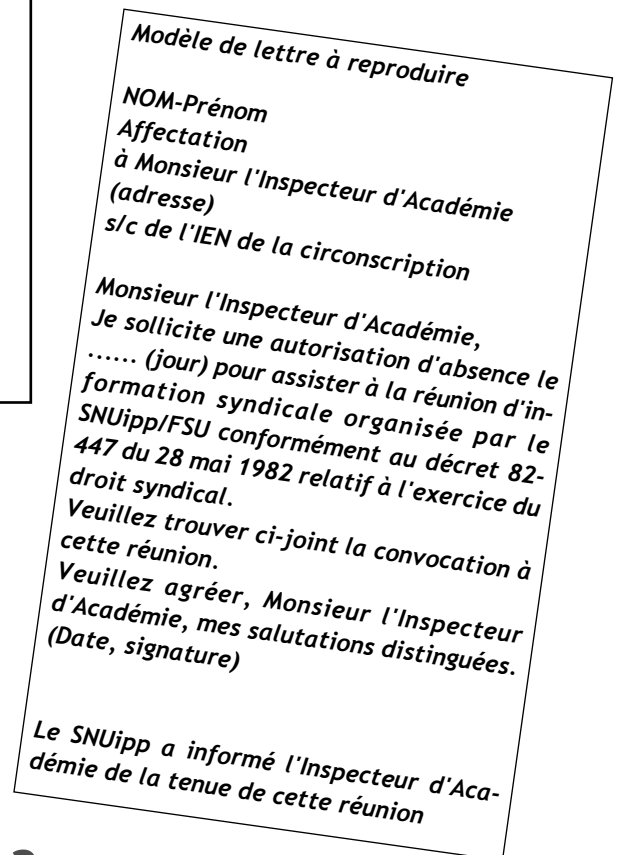 Modèle de lettre à reproduire
NOM-Prénom
Affectation
à Monsieur l'Inspecteur d'Académie
(adresse)
s/c de l'IEN de la circonscription
Monsieur l'Inspecteur d'Académie,
Je sollicite une autorisation d'absence le
...... (jour) pour assister à la réunion d'in-
formation syndicale organisée par le
SNUipp/FSU conformément au décret 82-
447 du 28 mai 1982 relatif à l'exercice du
droit syndical.
Veuillez trouver ci-joint la convocation à
cette réunion.
Veuillez agréer, Monsieur l'Inspecteur
d'Académie, mes salutations distinguées.
(Date, signature)
Le SNUipp a informé l'Inspecteur d'Aca-
démie de la tenue de cette réunion